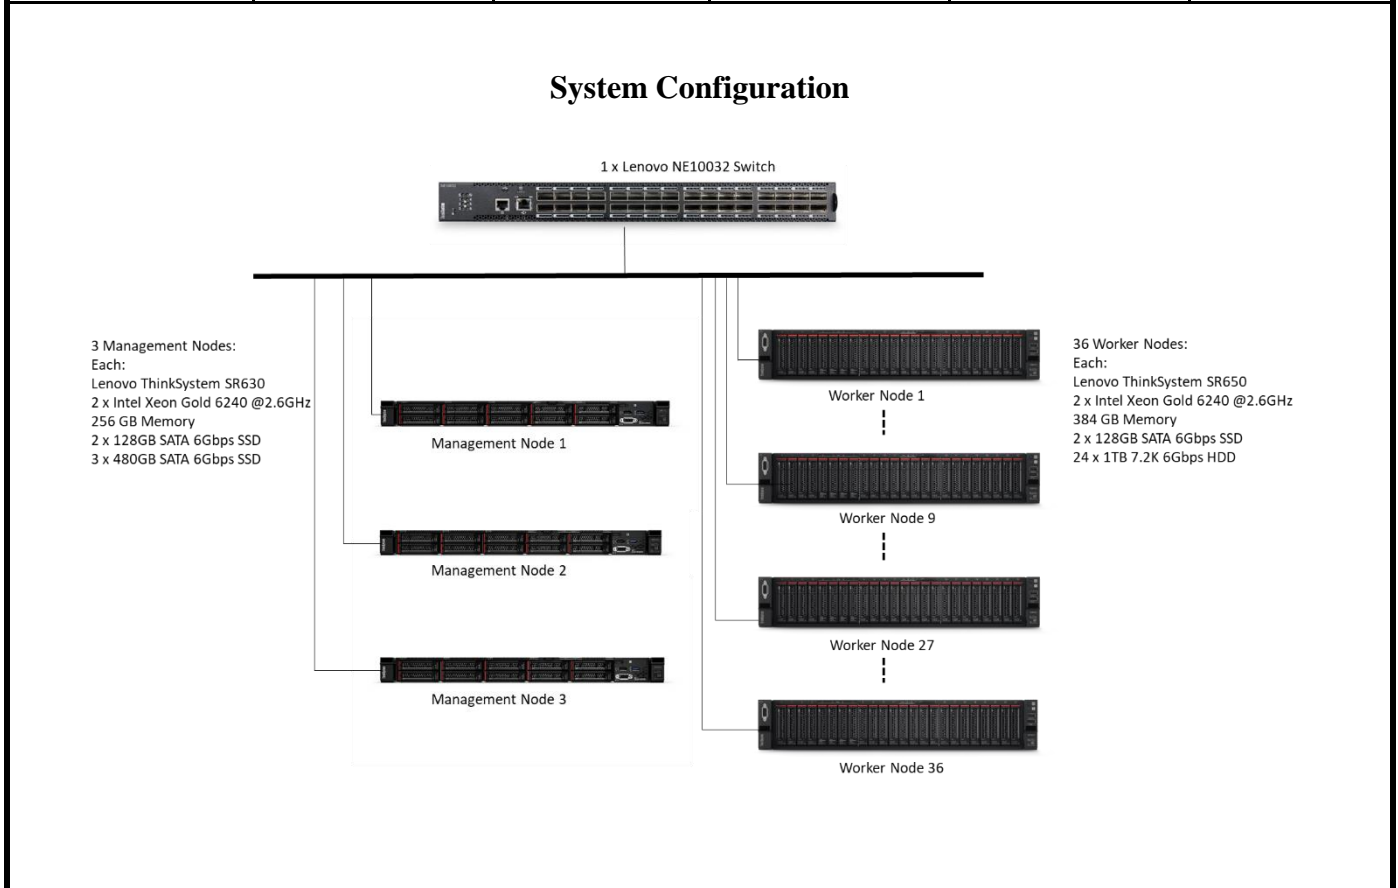 System Configuration
1 x Lenovo NE10032 Switch
3 Management Nodes:
Each:
Lenovo ThinkSystem SR630
2 x Intel Xeon Gold 6240 @2.6GHz
256 GB Memory
2 x 128GB SATA 6Gbps SSD
3 x 480GB SATA 6Gbps SSD
Management Node 1
Management Node 2
Management Node 3
Worker Node 1
Worker Node 9
Worker Node 27
Worker Node 36
36 Worker Nodes:
Each:
Lenovo ThinkSystem SR650
2 x Intel Xeon Gold 6240 @2.6GHz
384 GB Memory
2 x 128GB SATA 6Gbps SSD
24 x 1TB 7.2K 6Gbps HDD